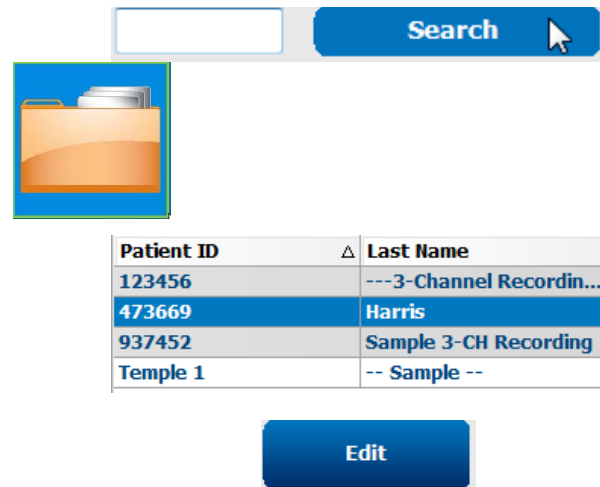 Search
Patient ID Last Name
123456 ---3-Channel Recordin...
473669 Harris
937452 Sample 3-CH Recording
Temple 1 -- Sample --
Edit